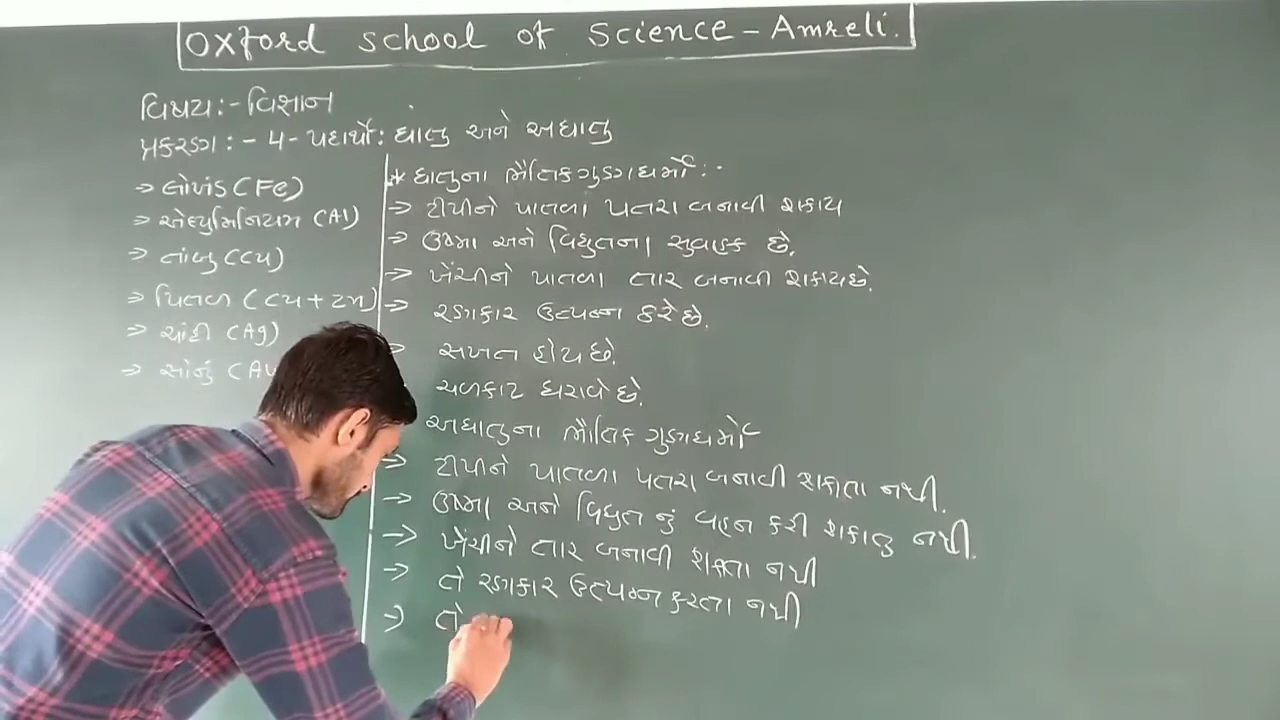 Oxford school of Science - Amreli.
વિષય:- વિજ્ઞાન
પ્રકરણ:- 4- પદાર્થો: ધાતુ અને અધાતુ
→ લોખંડ (Fe)
→ એલ્યુમિનિયમ (Al)
→ તાંબુ (Cu)
→ પિતળ (Cu + Zn)
→ ચાંદી (Ag)
→ સોનું (Au
* ધાતુના ભૌતિક ગુણધર્મો:-
→ ટીપીને પાતળા પતરા બનાવી શકાય
→ ઉષ્મા અને વિદ્યુતના સુવાહક છે.
→ ખેંચીને પાતળા તાર બનાવી શકાય છે.
→ રણકાર ઉત્પન્ન કરે છે.
સખત હોય છે.
ચળકાટ ધરાવે છે.
અધાતુના ભૌતિક ગુણધર્મો
→ ટીપીને પાતળા પતરા બનાવી શકાતા નથી.
→ ઉષ્મા અને વિદ્યુત નું વહન કરી શકાતુ નથી.
→ ખેંચીને તાર બનાવી શકાતા નથી
→ તે રણકાર ઉત્પન્ન કરતા નથી
→ તે